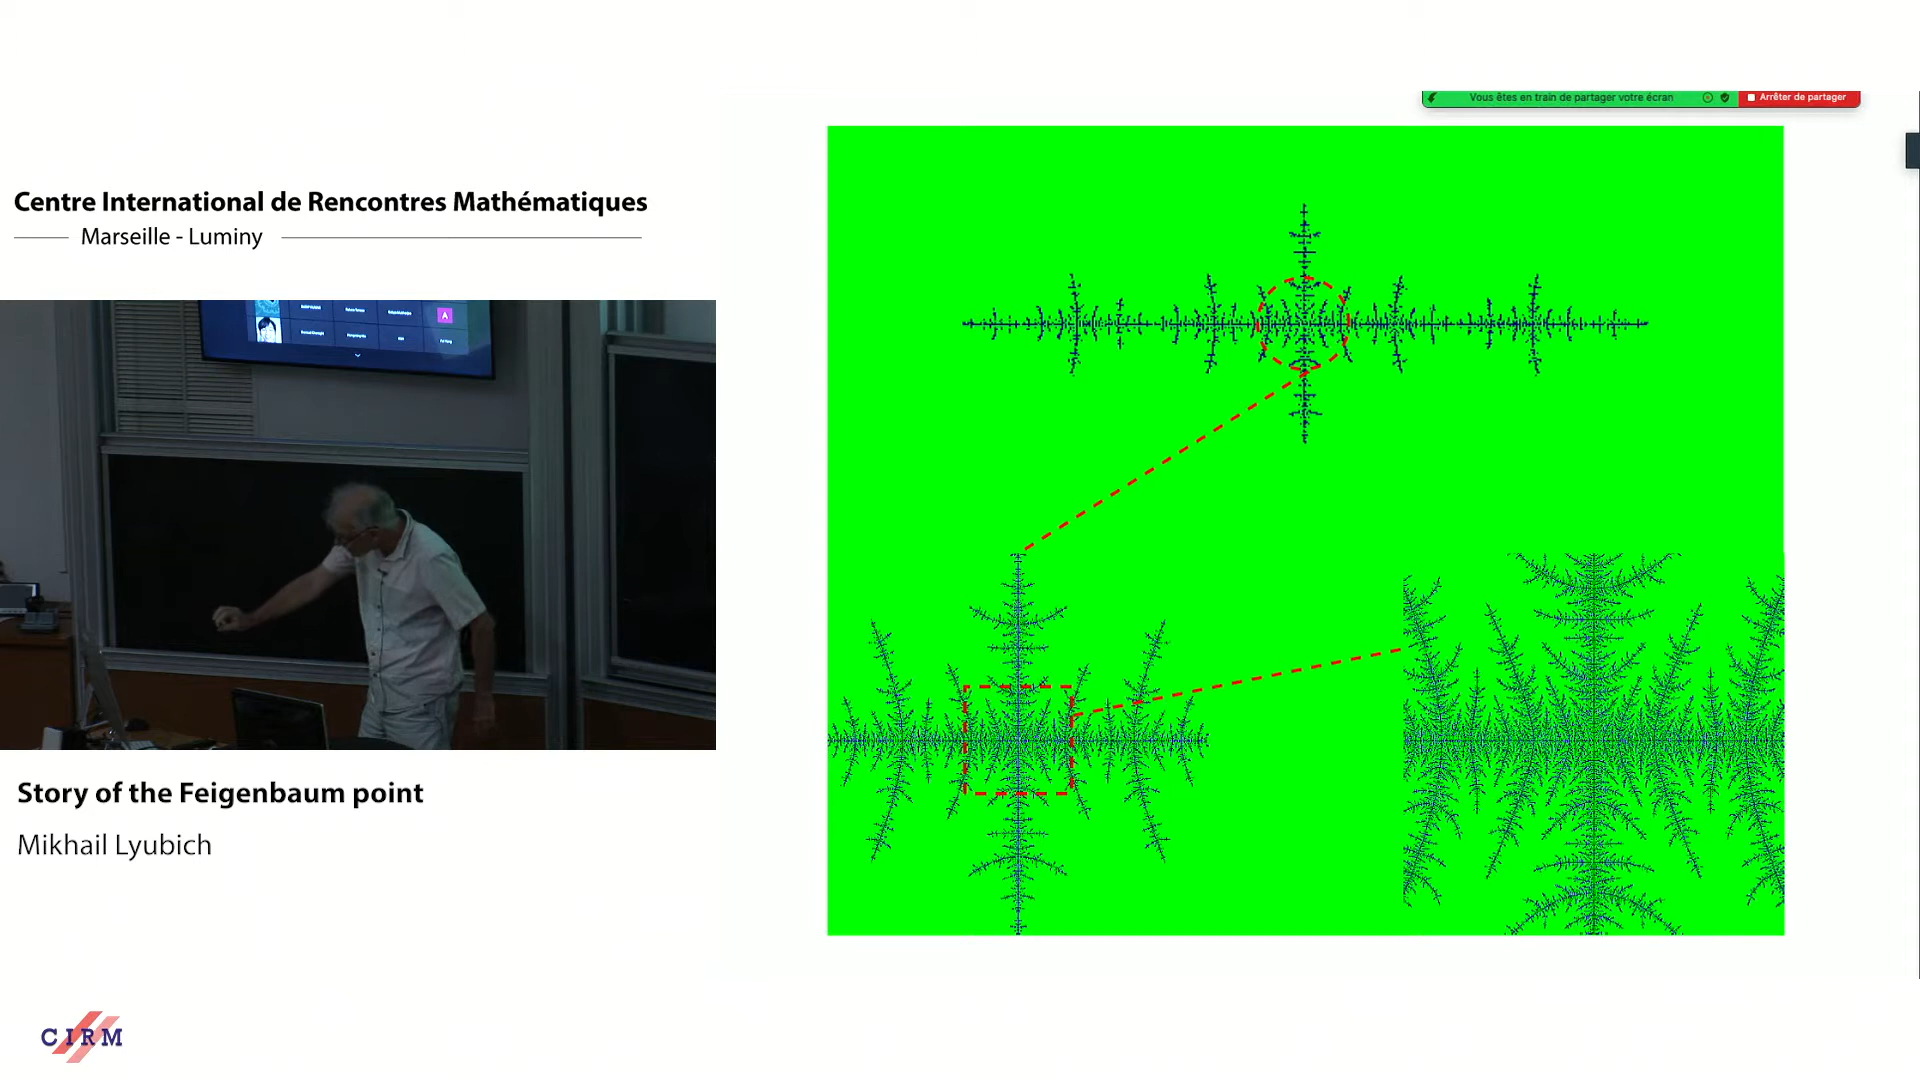 Vous êtes en train de partager votre écran
Arrêter de partager
Centre International de Rencontres Mathématiques
Marseille - Luminy
A
Story of the Feigenbaum point
Mikhail Lyubich
CIRM